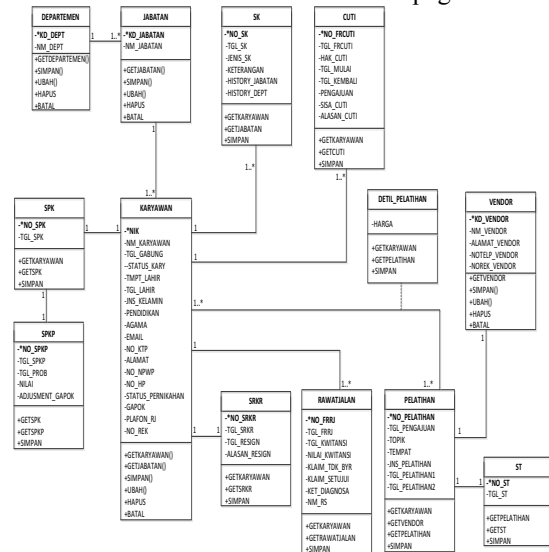 pag
DEPARTEMEN
-*KD_DEPT
-NM_DEPT
+GETDEPARTEMEN()
+SIMPAN()
+UBAH()
+HAPUS
+BATAL
1
1..*
JABATAN
-*KD_JABATAN
-NM_JABATAN
+GETJABATAN()
+SIMPAN()
+UBAH()
+HAPUS
+BATAL
1
1..*
SK
-*NO_SK
-TGL_SK
-JENIS_SK
-KETERANGAN
-HISTORY_JABATAN
-HISTORY_DEPT
+GETKARYAWAN
+GETJABATAN
+SIMPAN
1..*
1
CUTI
-*NO_FRCUTI
-TGL_FRCUTI
-HAK_CUTI
-TGL_MULAI
-TGL_KEMBALI
-PENGAJUAN
-SISA_CUTI
-ALASAN_CUTI
+GETKARYAWAN
+GETCUTI
+SIMPAN
1..*
1
SPK
-*NO_SPK
-TGL_SPK
+GETKARYAWAN
+GETSPK
+SIMPAN
1
1
1
1
SPKP
-*NO_SPKP
-TGL_SPKP
-TGL_PROB
-NILAI
-ADJUSMENT_GAPOK
+GETSPK
+GETSPKP
+SIMPAN
KARYAWAN
-*NIK
-NM_KARYAWAN
-TGL_GABUNG
-STATUS_KARY
-TMPT_LAHIR
-TGL_LAHIR
-JNS_KELAMIN
-PENDIDIKAN
-AGAMA
-EMAIL
-NO_KTP
-ALAMAT
-NO_NPWP
-NO_HP
-STATUS_PERNIKAHAN
-GAPOK
-PLAFON_RJ
-NO_REK
+GETKARYAWAN()
+GETJABATAN()
+SIMPAN()
+UBAH()
+HAPUS
+BATAL
1..*
1
1
1
DETIL_PELATIHAN
-HARGA
+GETKARYAWAN
+GETPELATIHAN
+SIMPAN
VENDOR
-*KD_VENDOR
-NM_VENDOR
-ALAMAT_VENDOR
-NOTELP_VENDOR
-NOREK_VENDOR
+GETVENDOR
+SIMPAN()
+UBAH()
+HAPUS
+BATAL
1
1
SRKR
-*NO_SRKR
-TGL_SRKR
-TGL_RESIGN
-ALASAN_RESIGN
+GETKARYAWAN
+GETSRKR
+SIMPAN
1..*
RAWATJALAN
-*NO_FRRJ
-TGL_FRRJ
-TGL_KWITANSI
-NILAI_KWITANSI
-KLAIM_TDK_BYR
-KLAIM_SETUJUI
-KET_DIAGNOSA
-NM_RS
+GETKARYAWAN
+GETRAWATJALAN
+SIMPAN
1..*
PELATIHAN
-*NO_PELATIHAN
-TGL_PENGAJUAN
-TOPIK
-TEMPAT
-JNS_PELATIHAN
-TGL_PELATIHAN1
-TGL_PELATIHAN2
+GETKARYAWAN
+GETVENDOR
+GETPELATIHAN
+SIMPAN
1
1
ST
-*NO_ST
-TGL_ST
+GETPELATIHAN
+GETST
+SIMPAN